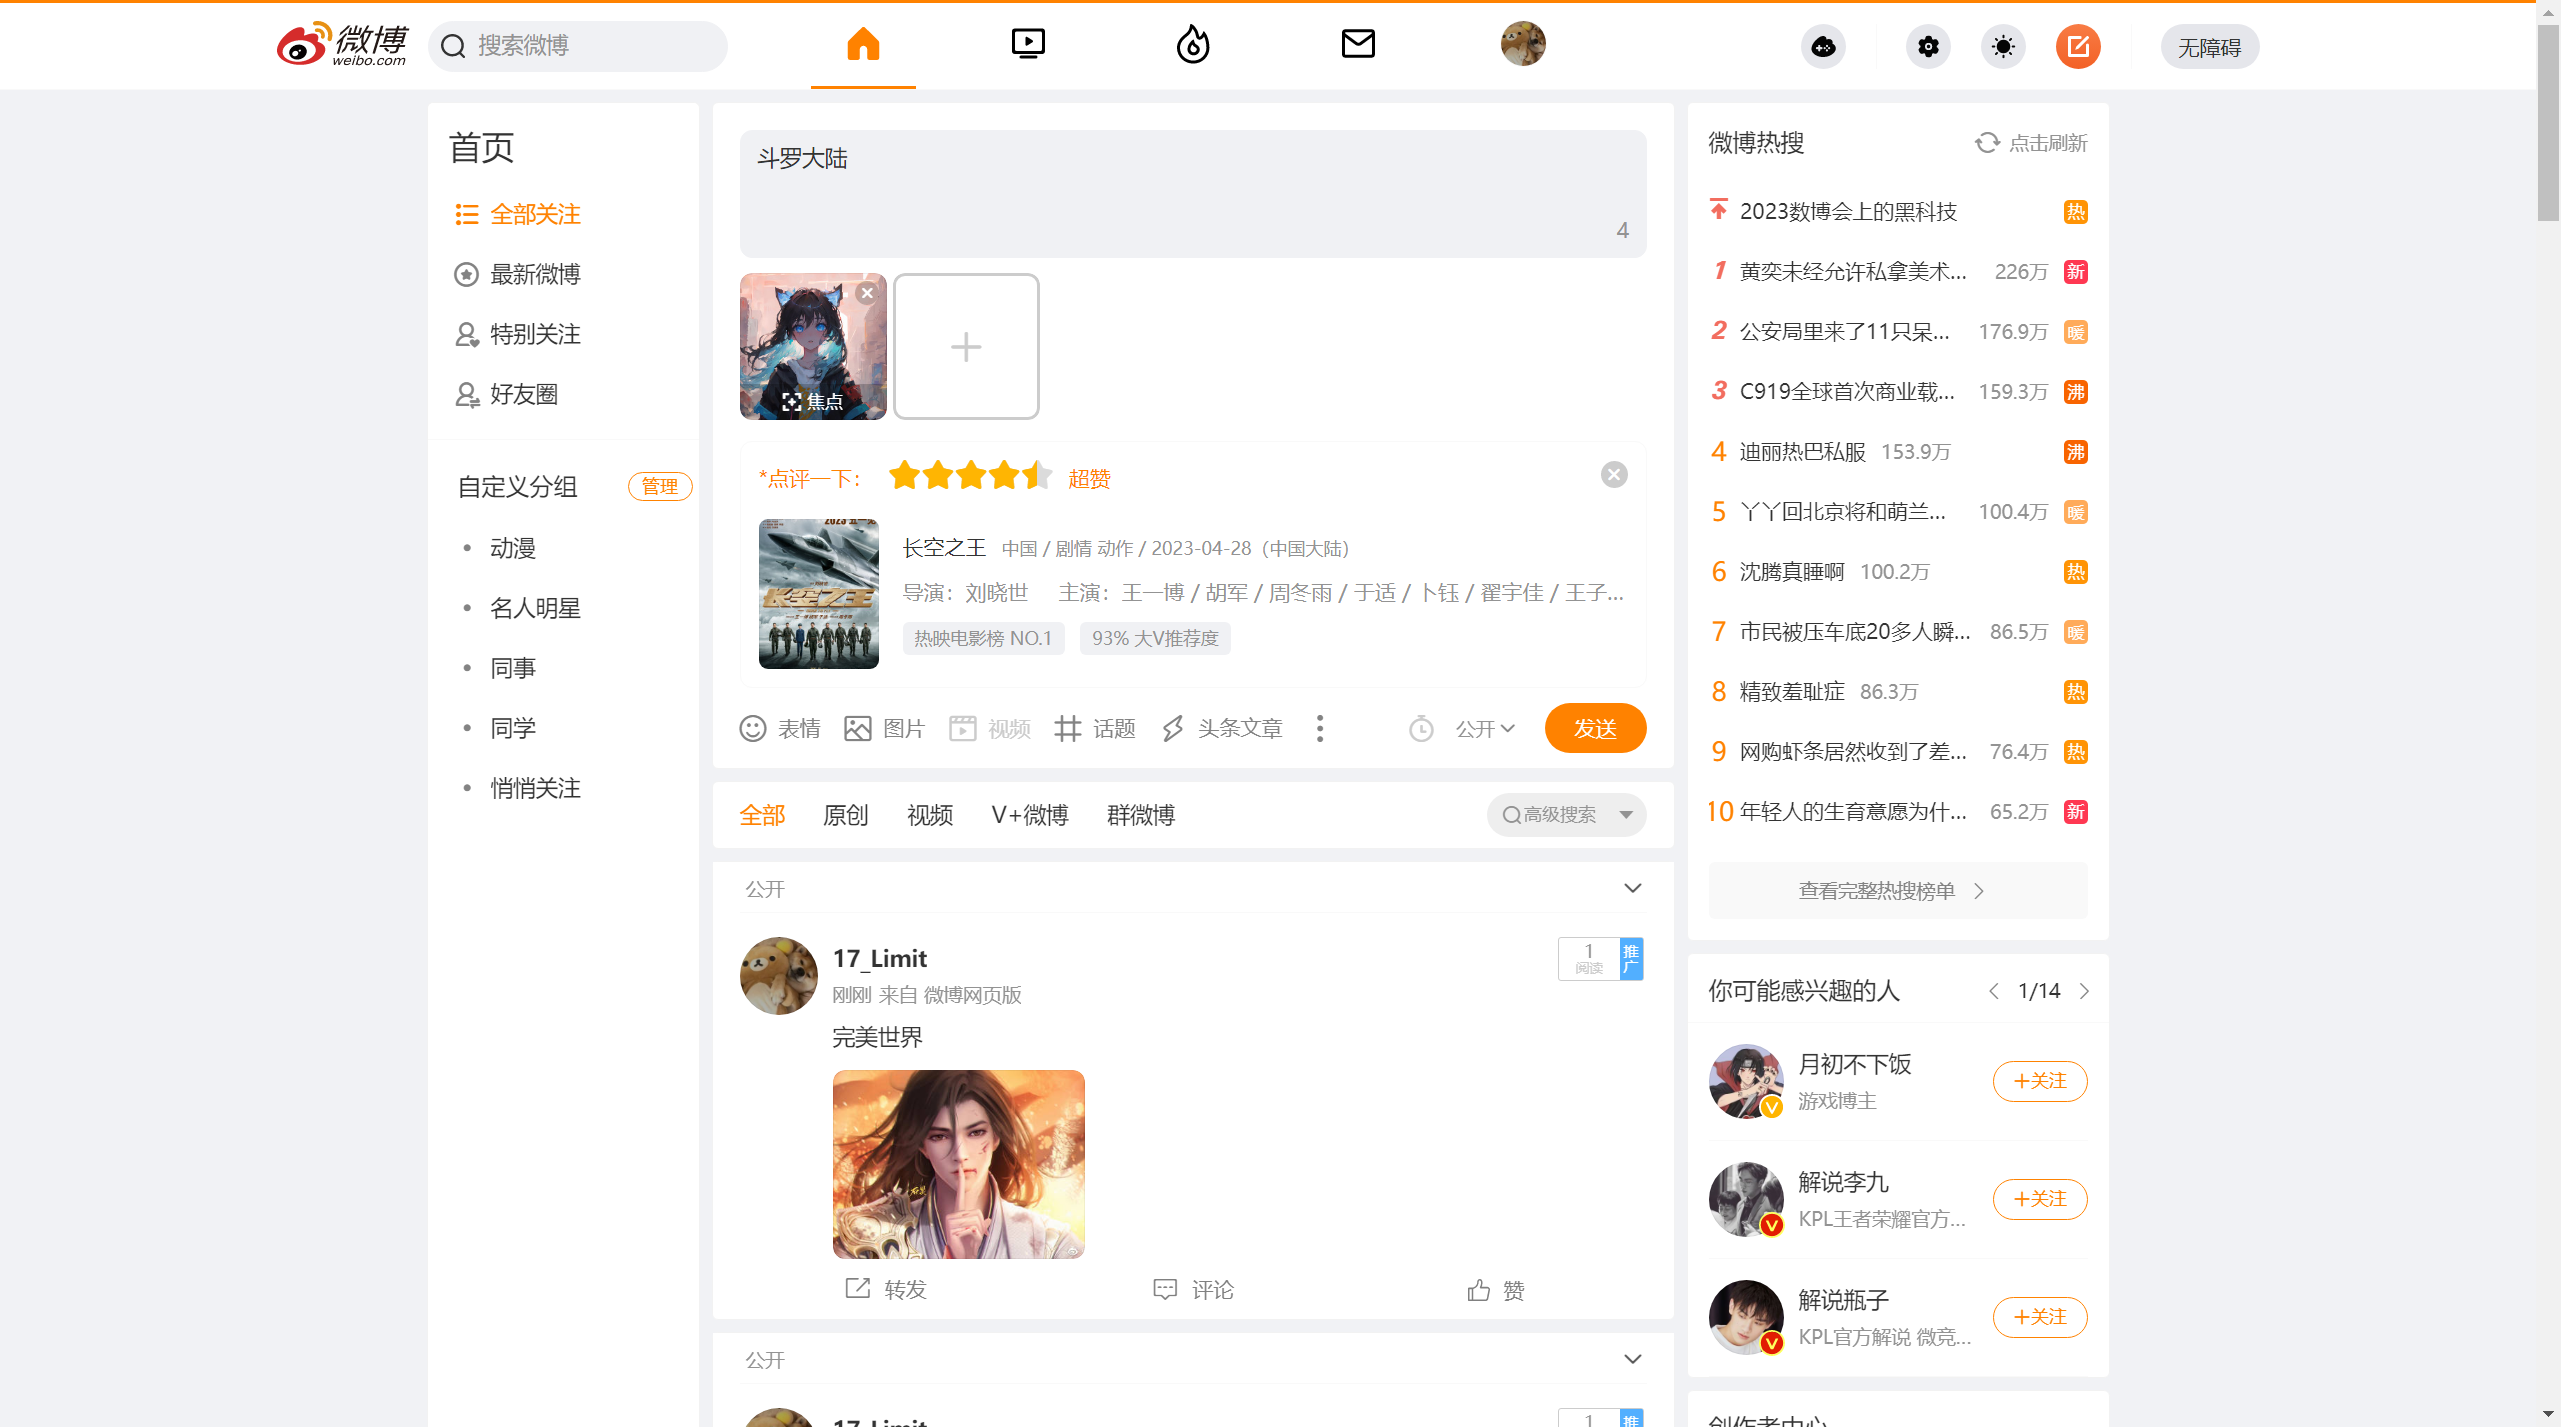 微博
weibo.com
搜索微博
无障碍
首页
全部关注
最新微博
特别关注
好友圈
自定义分组 管理
动漫
名人明星
同事
同学
悄悄关注
斗罗大陆
4
焦点
*点评一下： 超赞
长空之王
长空之王 中国 / 剧情 动作 / 2023-04-28（中国大陆）
导演：刘晓世 主演：王一博 / 胡军 / 周冬雨 / 于适 / 卜钰 / 翟宇佳 / 王子...
热映电影榜 NO.1 93% 大V推荐度
表情 图片 视频 话题 头条文章 公开 发送
全部 原创 视频 V+微博 群微博 高级搜索
公开
17_Limit
刚刚 来自 微博网页版
1
阅读
推广
完美世界
转发 评论 赞
公开
17_Limit
1
推
微博热搜 点击刷新
2023数博会上的黑科技 热
1 黄奕未经允许私拿美术... 226万 新
2 公安局里来了11只呆... 176.9万 暖
3 C919全球首次商业载... 159.3万 沸
4 迪丽热巴私服 153.9万 沸
5 丫丫回北京将和萌兰... 100.4万 暖
6 沈腾真睡啊 100.2万 热
7 市民被压车底20多人瞬... 86.5万 暖
8 精致羞耻症 86.3万 热
9 网购虾条居然收到了差... 76.4万 热
10 年轻人的生育意愿为什... 65.2万 新
查看完整热搜榜单
你可能感兴趣的人 1/14
月初不下饭
游戏博主
+关注
解说李九
KPL王者荣耀官方...
+关注
解说瓶子
KPL官方解说 微竞...
+关注
创作者中心